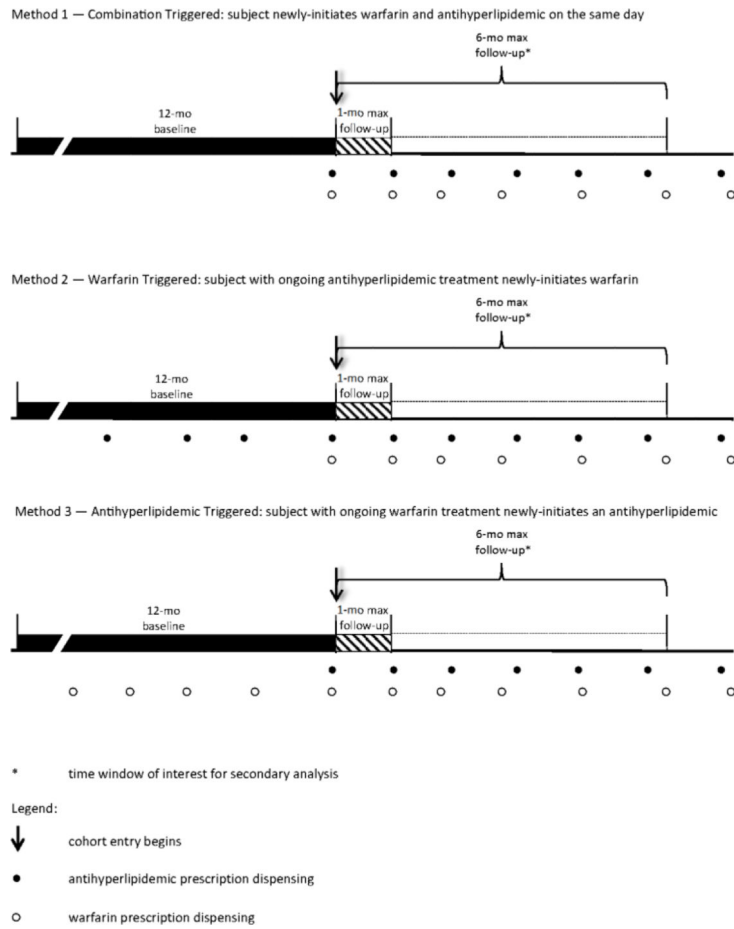 Method 1 — Combination Triggered: subject newly-initiates warfarin and antihyperlipidemic on the same day
6-mo max
follow-up*
12-mo
baseline
1-mo max
follow-up
Method 2 — Warfarin Triggered: subject with ongoing antihyperlipidemic treatment newly-initiates warfarin
6-mo max
follow-up*
12-mo
baseline
1-mo max
follow-up
Method 3 — Antihyperlipidemic Triggered: subject with ongoing warfarin treatment newly-initiates an antihyperlipidemic
6-mo max
follow-up*
12-mo
baseline
1-mo max
follow-up
* time window of interest for secondary analysis
Legend:
cohort entry begins
antihyperlipidemic prescription dispensing
warfarin prescription dispensing